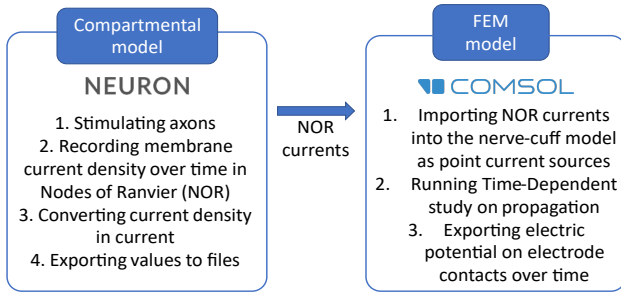 Compartmental
model
NEURON
1. Stimulating axons
2. Recording membrane
current density over time in
Nodes of Ranvier (NOR)
3. Converting current density
in current
4. Exporting values to files
NOR
currents
FEM
model
COMSOL
1. Importing NOR currents
into the nerve-cuff model
as point current sources
2. Running Time-Dependent
study on propagation
3. Exporting electric
potential on electrode
contacts over time